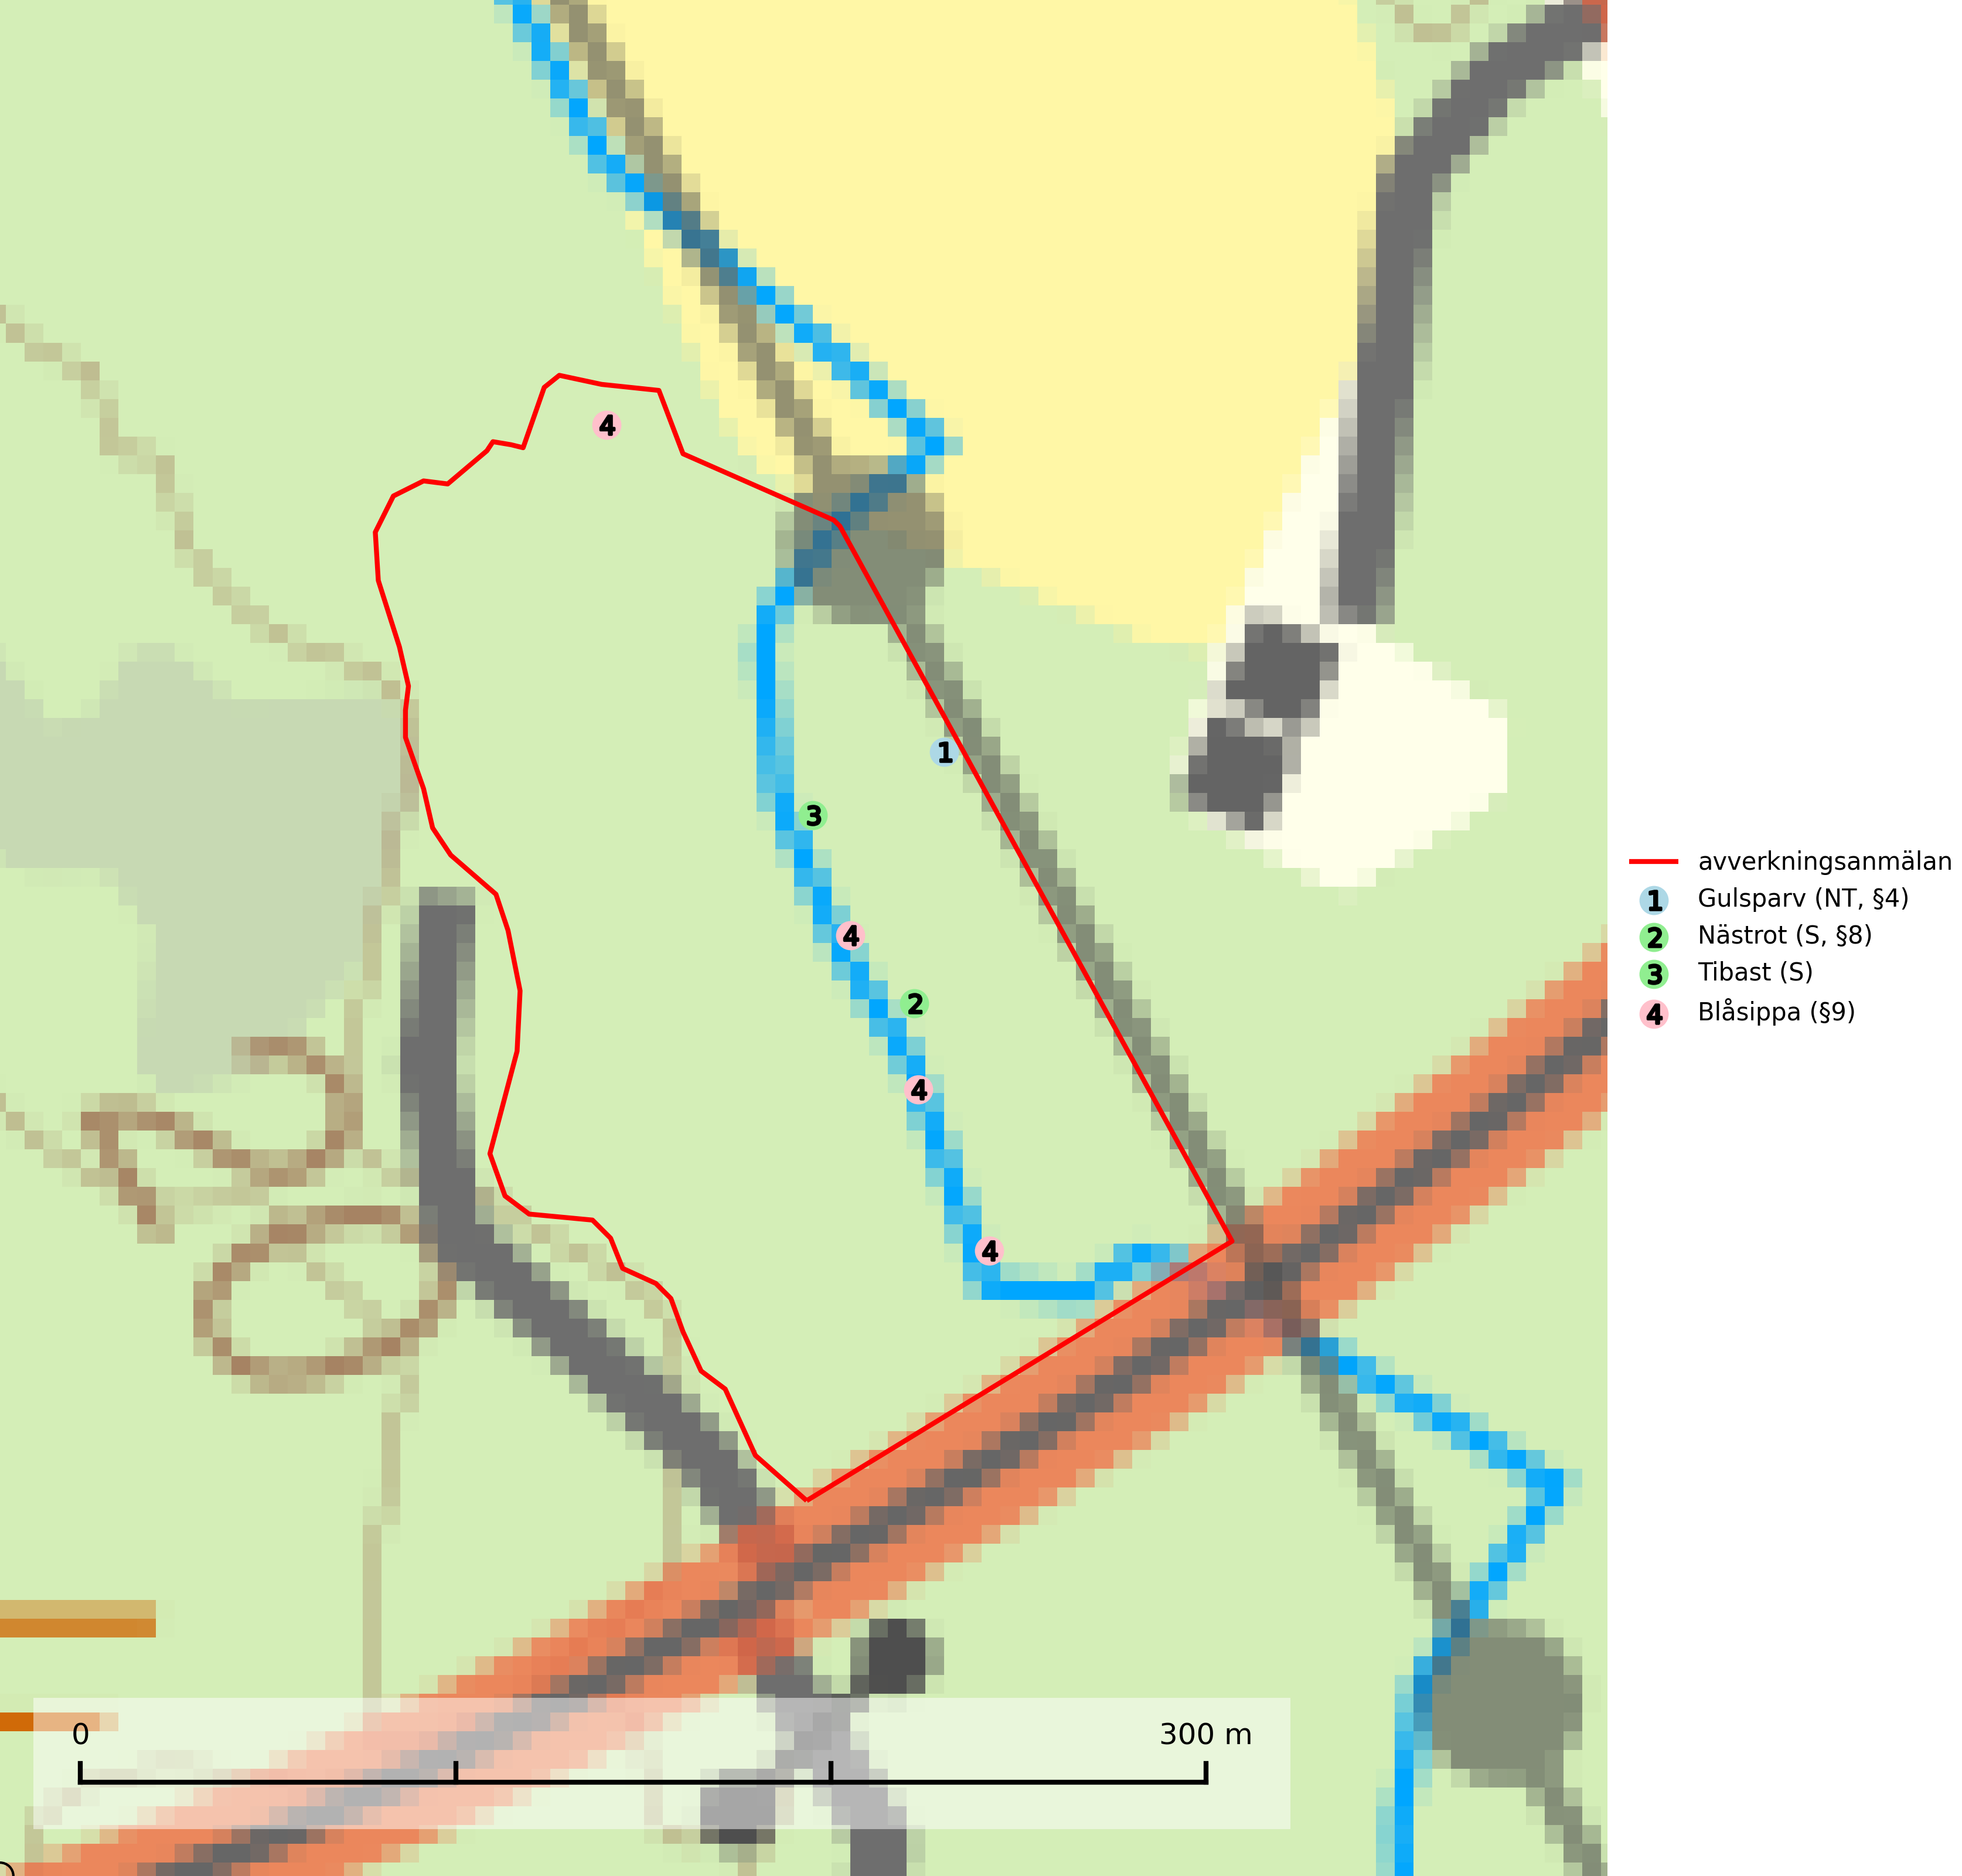 4
1
3
4
2
4
4
0 300 m
avverkningsanmälan
1 Gulsparv (NT, §4)
2 Nästrot (S, §8)
3 Tibast (S)
4 Blåsippa (§9)